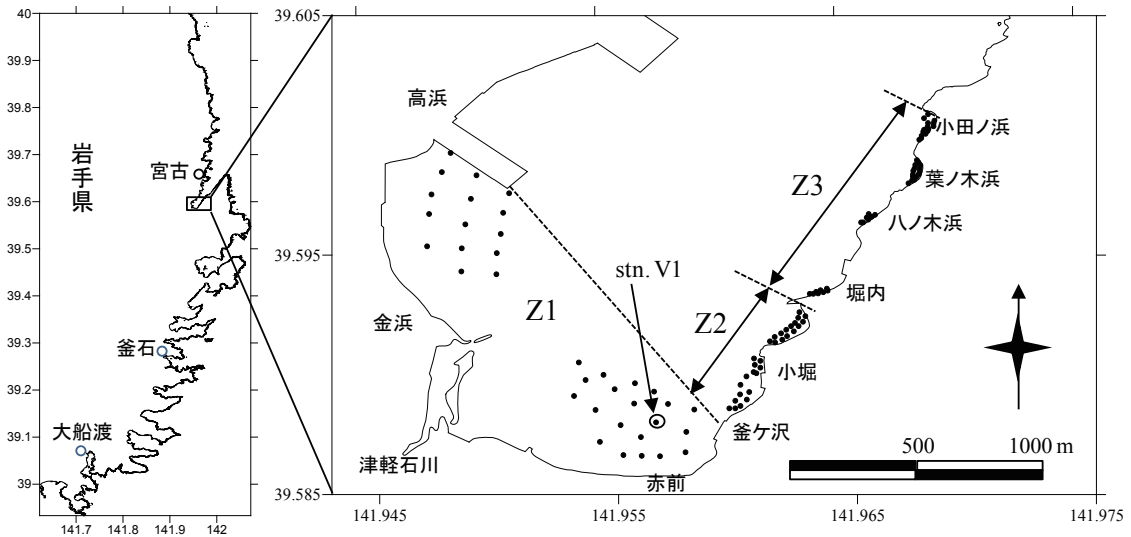 40
39.9
39.8
39.7
39.6
39.5
39.4
39.3
39.2
39.1
39
141.7
141.8
141.9
142
岩手県
宮古
釜石
大船渡
39.605
39.595
39.585
141.945
141.955
141.965
141.975
高浜
小田ノ浜
葉ノ木浜
Z3
八ノ木浜
stn. V1
堀内
Z1
Z2
金浜
小堀
釜ケ沢
津軽石川
赤前
500
1000 m